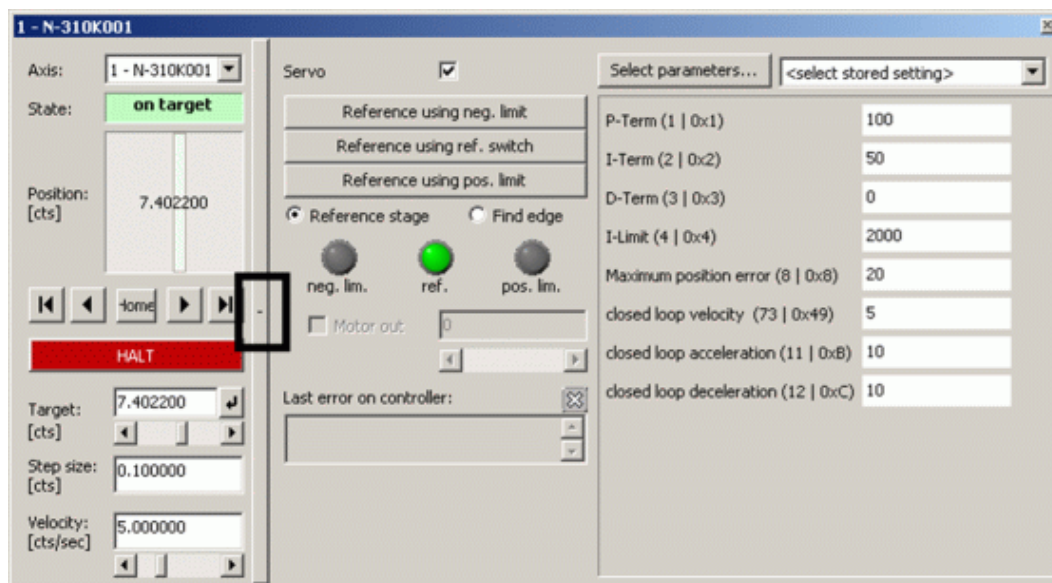 1 - N-310K001
Axis: 1 - N-310K001
State: on target
Position: [cts] 7.402200
Home
-
HALT
Target: [cts] 7.402200
Step size: [cts] 0.100000
Velocity: [cts/sec] 5.000000
Servo
Reference using neg. limit
Reference using ref. switch
Reference using pos. limit
Reference stage Find edge
neg. lim. ref. pos. lim.
Motor out 0
Last error on controller:
Select parameters... <select stored setting>
P-Term (1 | 0x1) 100
I-Term (2 | 0x2) 50
D-Term (3 | 0x3) 0
I-Limit (4 | 0x4) 2000
Maximum position error (8 | 0x8) 20
closed loop velocity (73 | 0x49) 5
closed loop acceleration (11 | 0xB) 10
closed loop deceleration (12 | 0xC) 10